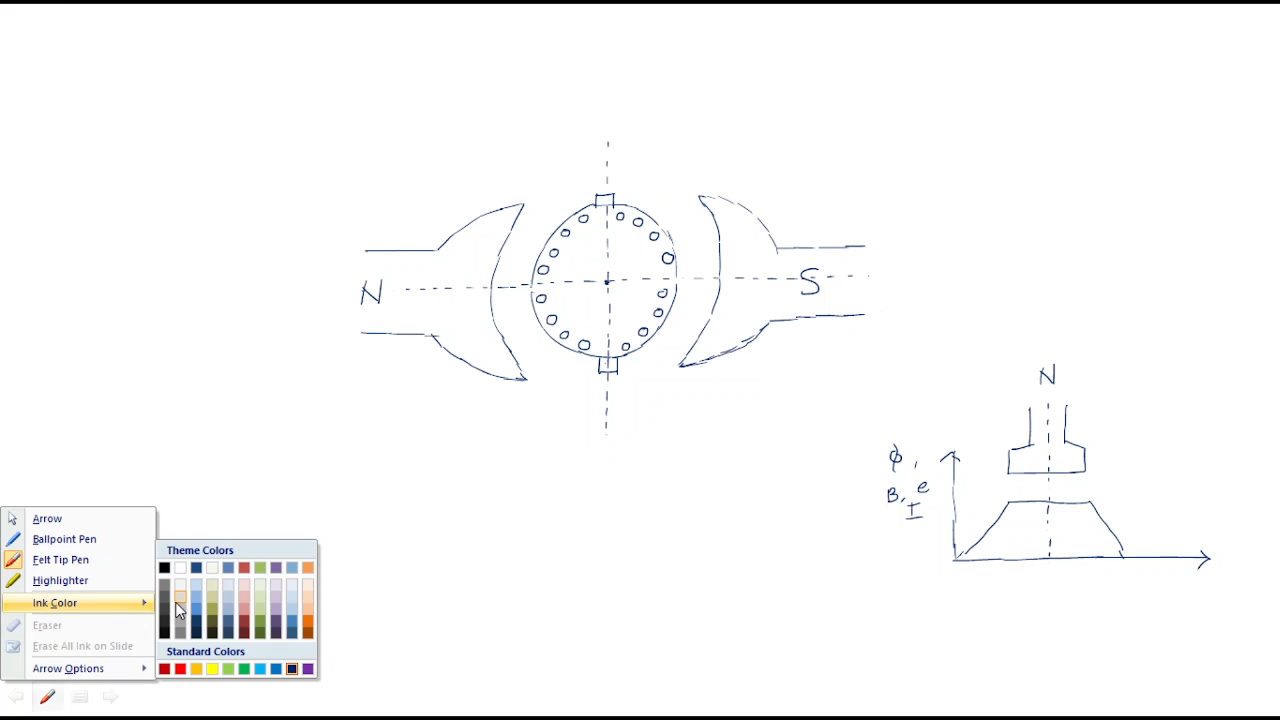 N
S
N
Φ,
B, e
I
Arrow
Ballpoint Pen
Felt Tip Pen
Highlighter
Ink Color
Eraser
Erase All Ink on Slide
Arrow Options
Theme Colors
Standard Colors